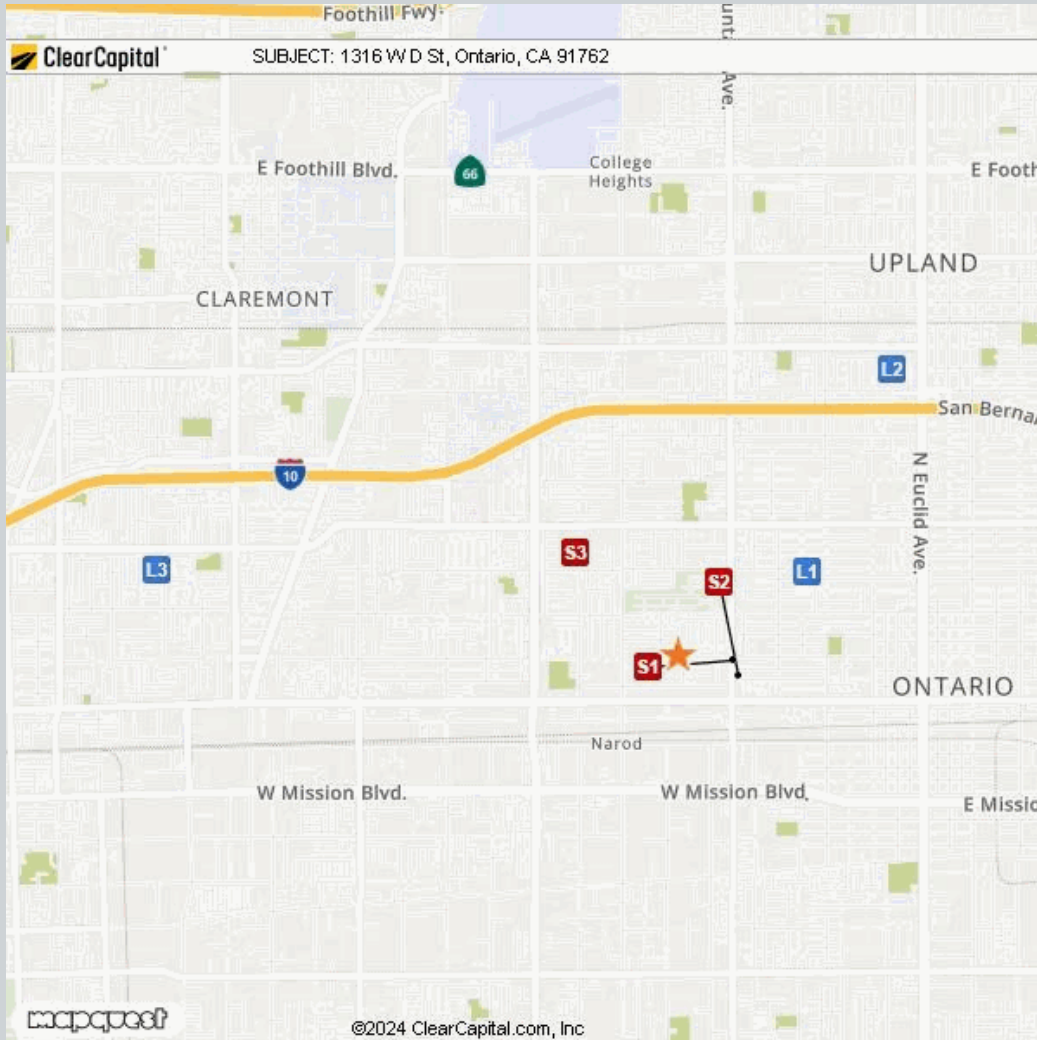 Foothill Fwy.
ClearCapital
SUBJECT: 1316 W D St, Ontario, CA 91762
Ave.
E Foothill Blvd.
66
College
Heights
E Footh
UPLAND
CLAREMONT
L2
San Berna
10
N Euclid Ave.
S3
L3
S2
L1
S1
ONTARIO
Narod
W Mission Blvd.
W Mission Blvd.
E Missio
mapquest
©2024 ClearCapital.com, Inc